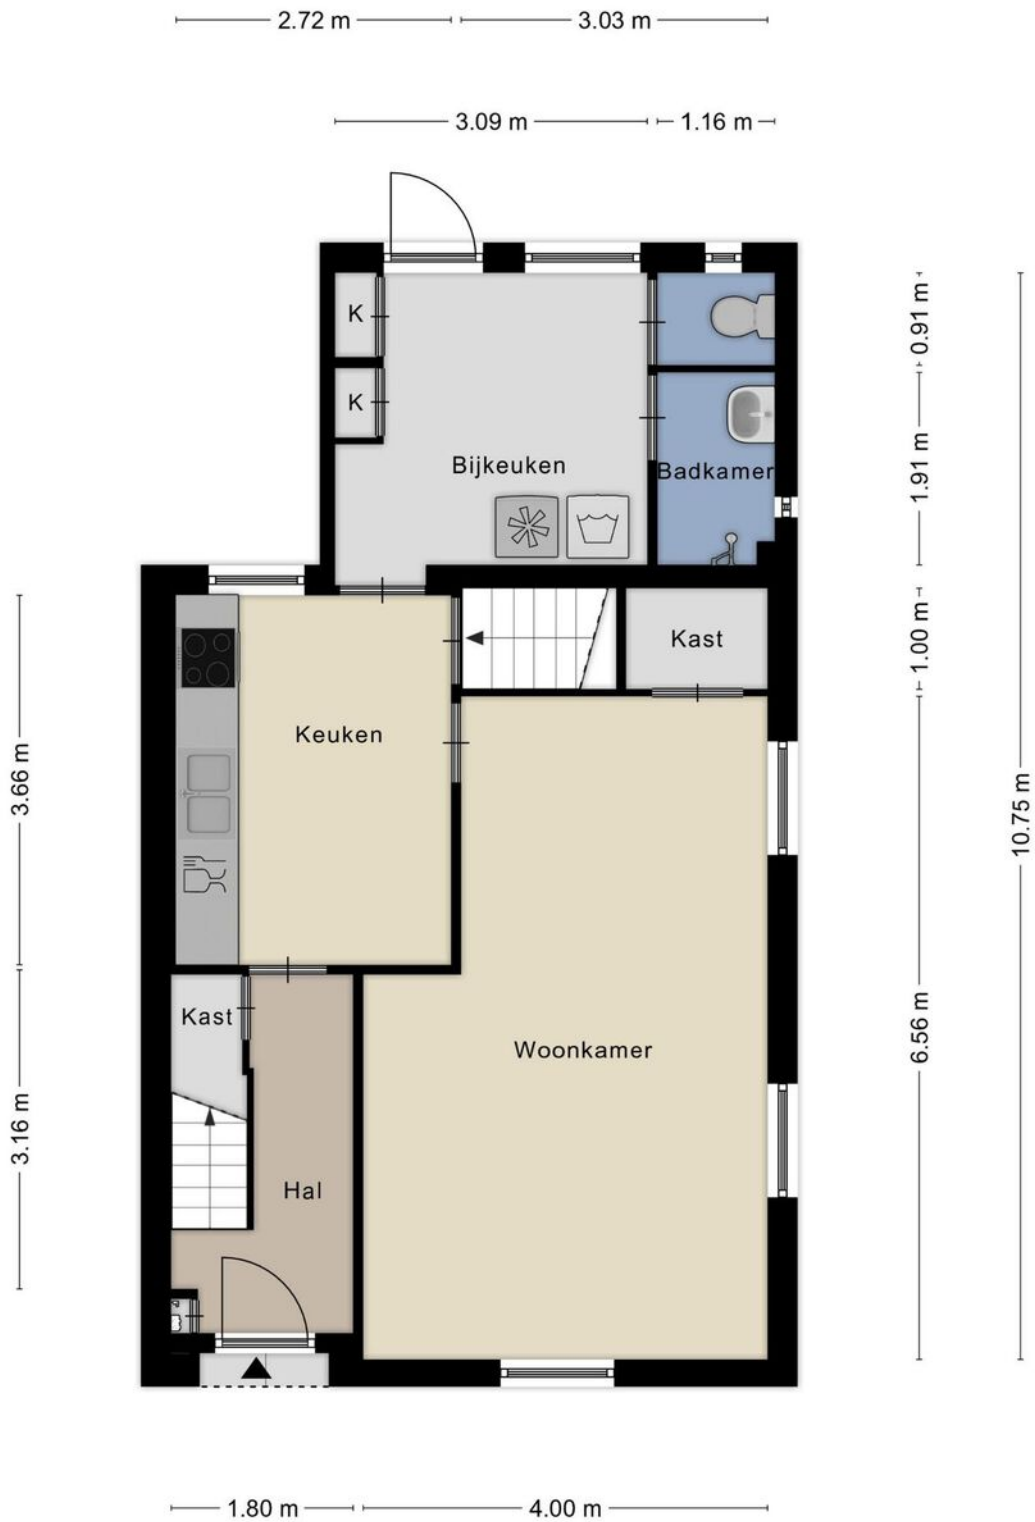 2.72 m
3.03 m
3.09 m
1.16 m
0.91 m
1.91 m
1.00 m
6.56 m
10.75 m
3.66 m
3.16 m
K
K
Bijkeuken
Badkamer
Kast
Keuken
Kast
Woonkamer
Hal
1.80 m
4.00 m